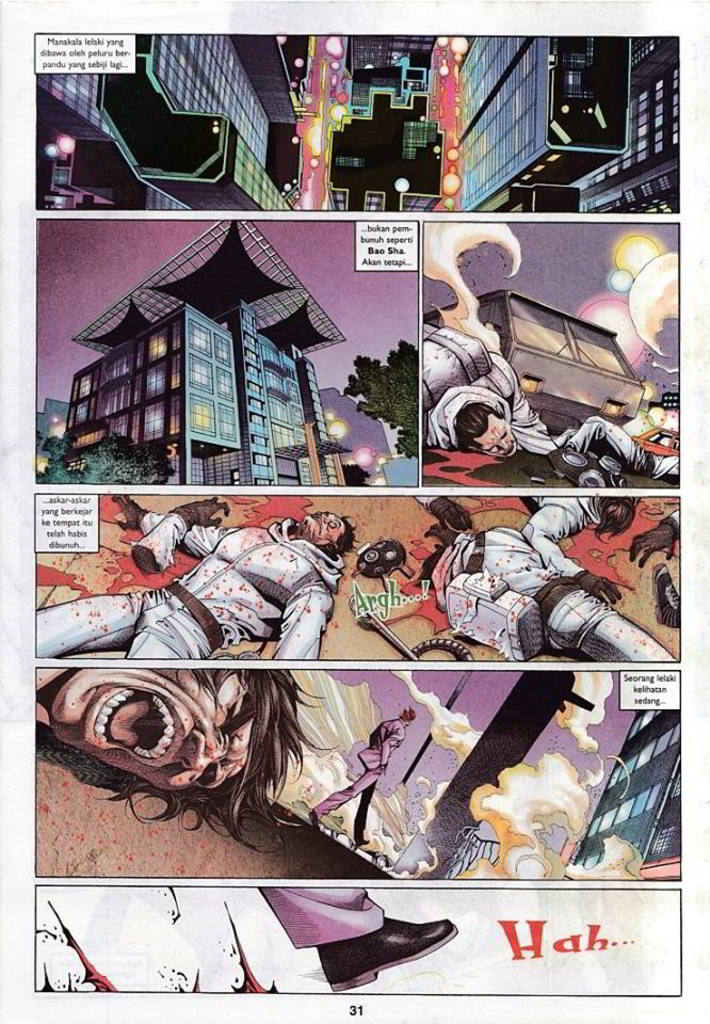 Manakala lelaki yang
dibawa oleh peluru ber-
pandu yang sebiji lagi...
...bukan pem-
bunuh seperti
Bao Sha.
Akan tetapi...
...askar-askar
yang berkejar
ke tempat itu
telah habis
dibunuh...
Argh....!
Seorang lelaki
kelihatan
sedang...
Hah...
31